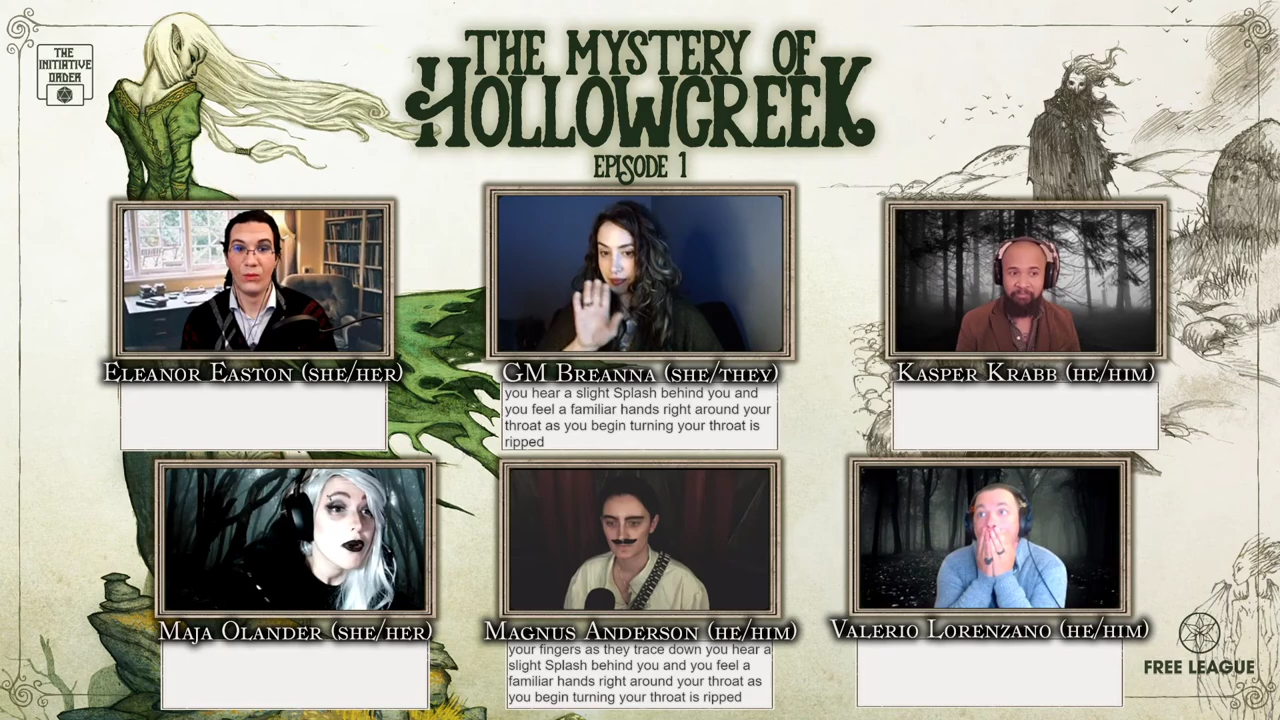 THE
INITIATIVE
ORDER
THE MYSTERY OF
HOLLOWCREEK
EPISODE 1
ELEANOR EASTON (SHE/HER)
GM BREANNA (SHE/THEY)
KASPER KRABB (HE/HIM)
you hear a slight Splash behind you and
you feel a familiar hands right around your
throat as you begin turning your throat is
ripped
MAJA OLANDER (SHE/HER)
MAGNUS ANDERSON (HE/HIM)
VALERIO LORENZANO (HE/HIM)
your fingers as they trace down you hear a
slight Splash behind you and you feel a
familiar hands right around your throat as
you begin turning your throat is ripped
FREE LEAGUE